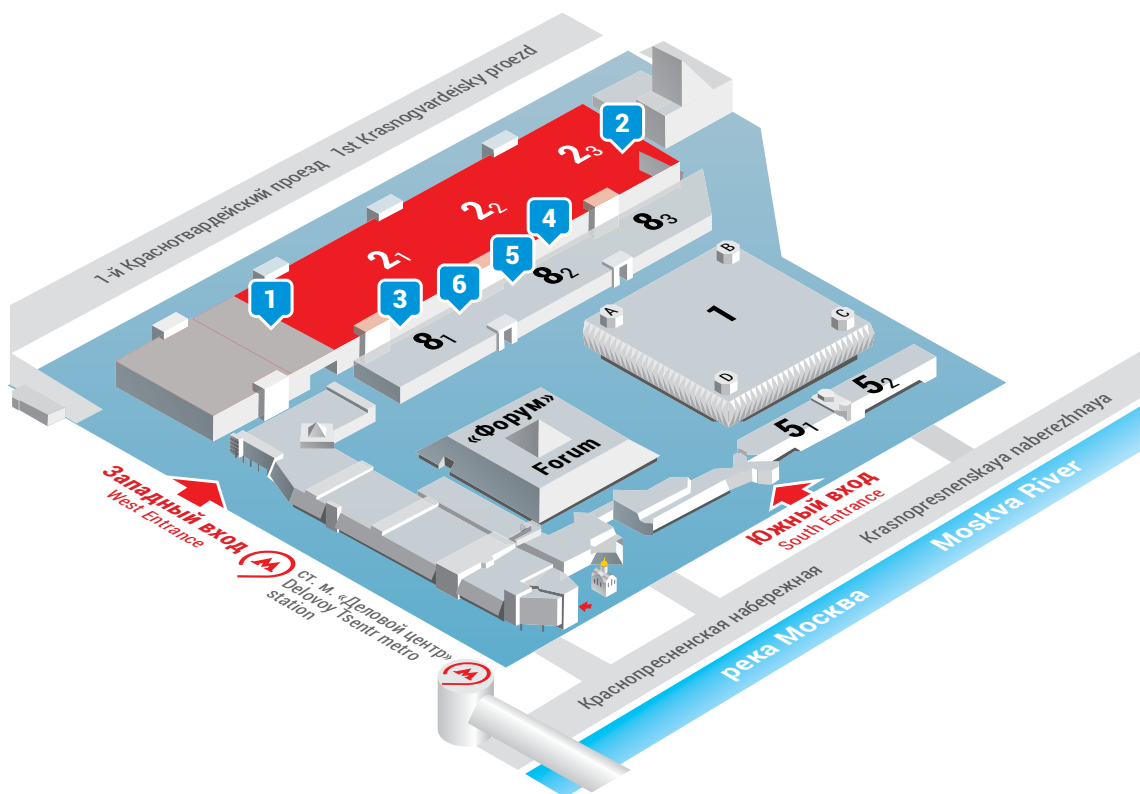 1-й Красногвардейский проезд 1st Krasnogvardeisky proezd
2
2₃
2₂
4
8₃
2₁
5
8₂
B
1
3
6
A
1
C
8₁
D
5₂
«Форум»
Forum
5₁
Западный вход
West Entrance
Южный вход
South Entrance
ст. м. «Деловой центр»
Delovoy Tsentr metro
station
Краснопресненская набережная
Krasnopresnenskaya naberezhnaya
река Москва
Moskva River